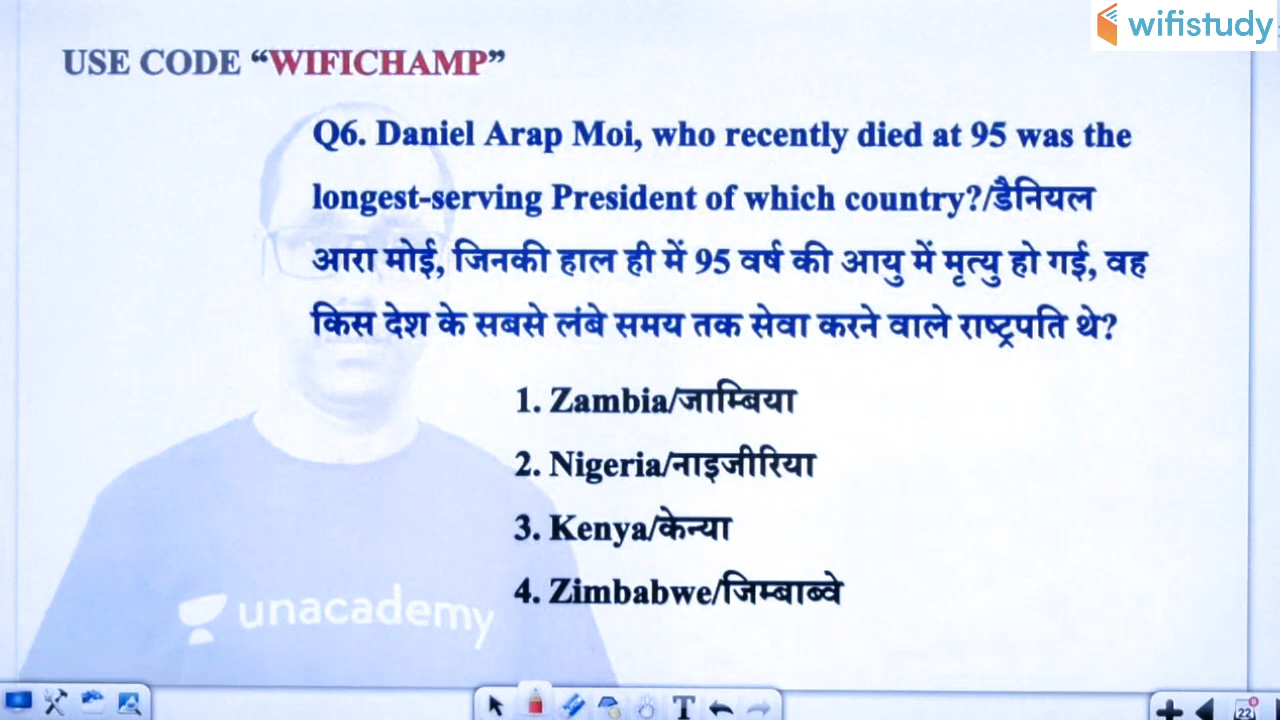 wifistudy
USE CODE “WIFICHAMP”
Q6. Daniel Arap Moi, who recently died at 95 was the
longest-serving President of which country?/डैनियल
आरा मोई, जिनकी हाल ही में 95 वर्ष की आयु में मृत्यु हो गई, वह
किस देश के सबसे लंबे समय तक सेवा करने वाले राष्ट्रपति थे?
1. Zambia/जाम्बिया
2. Nigeria/नाइजीरिया
3. Kenya/केन्या
4. Zimbabwe/जिम्बाब्वे
unacademy
T
22